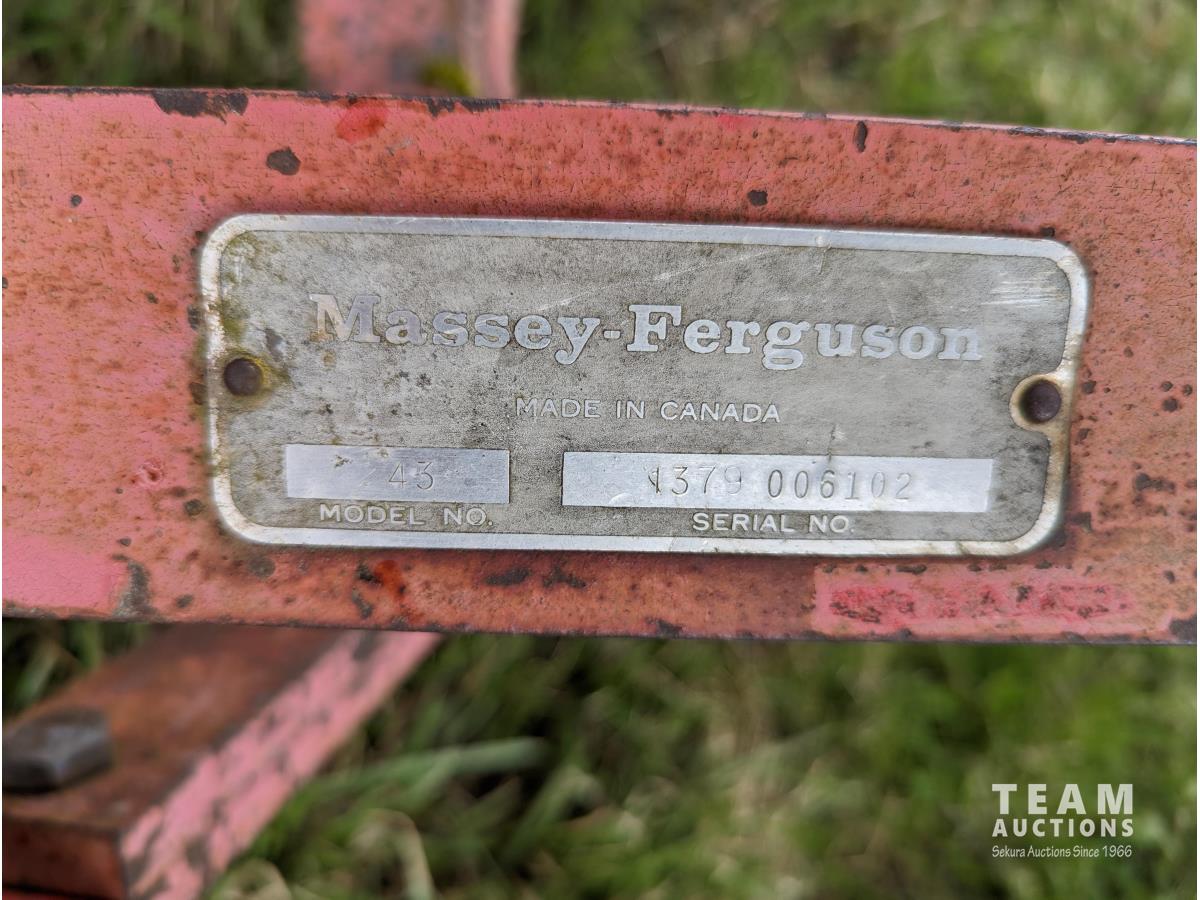 Massey-Ferguson
MADE IN CANADA
43
MODEL NO.
1379 006102
SERIAL NO.
TEAM
AUCTIONS
Sekura Auctions Since 1966